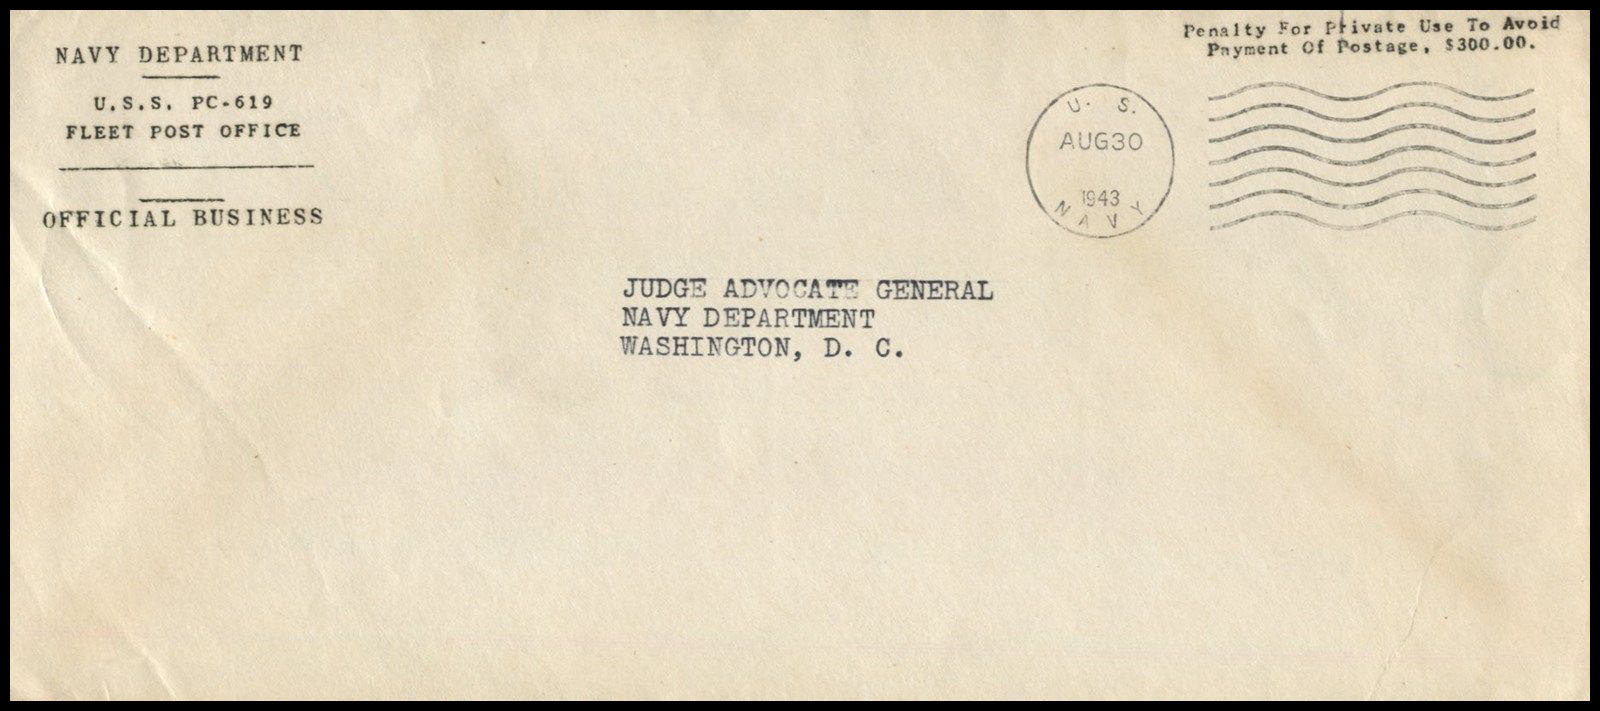 NAVY DEPARTMENT
U.S.S. PC-619
FLEET POST OFFICE
OFFICIAL BUSINESS
Penalty For Private Use To Avoid
Payment Of Postage, $300.00.
U. S.
AUG30
1943
NAVY
JUDGE ADVOCATE GENERAL
NAVY DEPARTMENT
WASHINGTON, D. C.